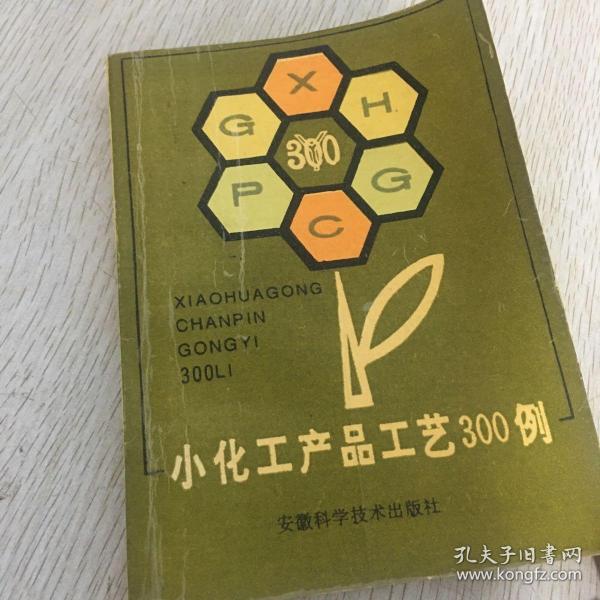 X
G
H
300
P
G
C
XIAOHUAGONG
CHANPIN
GONGYI
300LI
小化工产品工艺300例
安徽科学技术出版社
孔夫子旧书网
www.kongfz.com